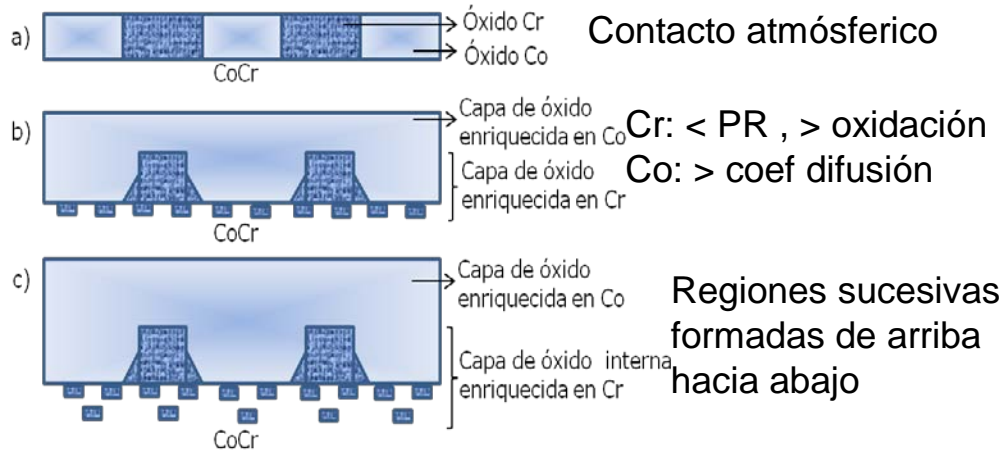 a)
Óxido Cr
Óxido Co
CoCr
Contacto atmósferico
b)
Capa de óxido
enriquecida en Co
Capa de óxido
enriquecida en Cr
CoCr
Cr: < PR , > oxidación
Co: > coef difusión
c)
Capa de óxido
enriquecida en Co
Capa de óxido interna
enriquecida en Cr
CoCr
Regiones sucesivas
formadas de arriba
hacia abajo